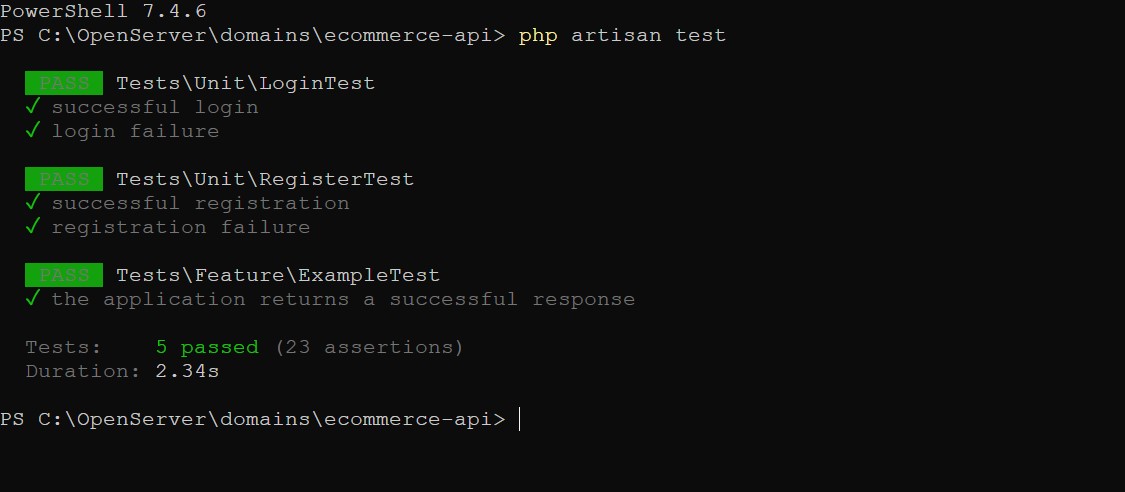 PowerShell 7.4.6
PS C:\OpenServer\domains\ecommerce-api> php artisan test
PASS Tests\Unit\LoginTest
✓ successful login
✓ login failure
PASS Tests\Unit\RegisterTest
✓ successful registration
✓ registration failure
PASS Tests\Feature\ExampleTest
✓ the application returns a successful response
Tests: 5 passed (23 assertions)
Duration: 2.34s
PS C:\OpenServer\domains\ecommerce-api>